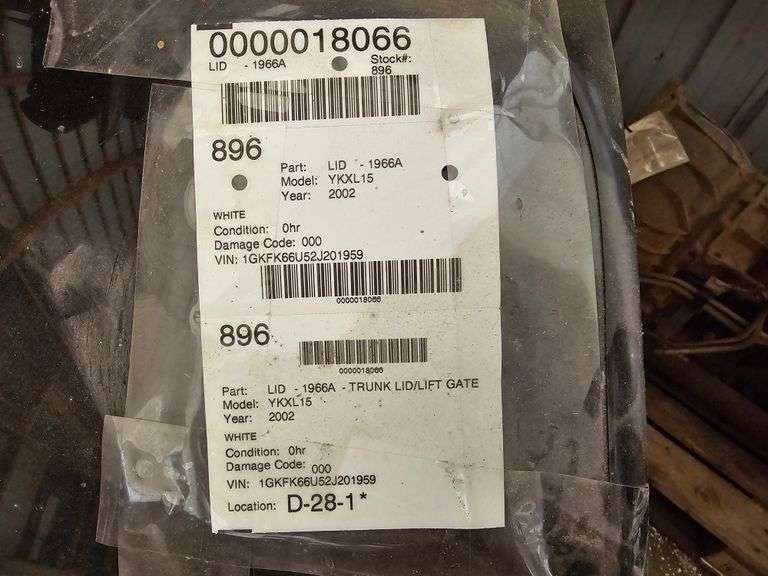 0000018066
LID - 1966A Stock#:
896
896
Part: LID - 1966A
Model: YKXL15
Year: 2002
WHITE
Condition: 0hr
Damage Code: 000
VIN: 1GKFK66U52J201959
0000018066
896
0000018066
Part: LID - 1966A - TRUNK LID/LIFT GATE
Model: YKXL15
Year: 2002
WHITE
Condition: 0hr
Damage Code: 000
VIN: 1GKFK66U52J201959
Location: D-28-1*